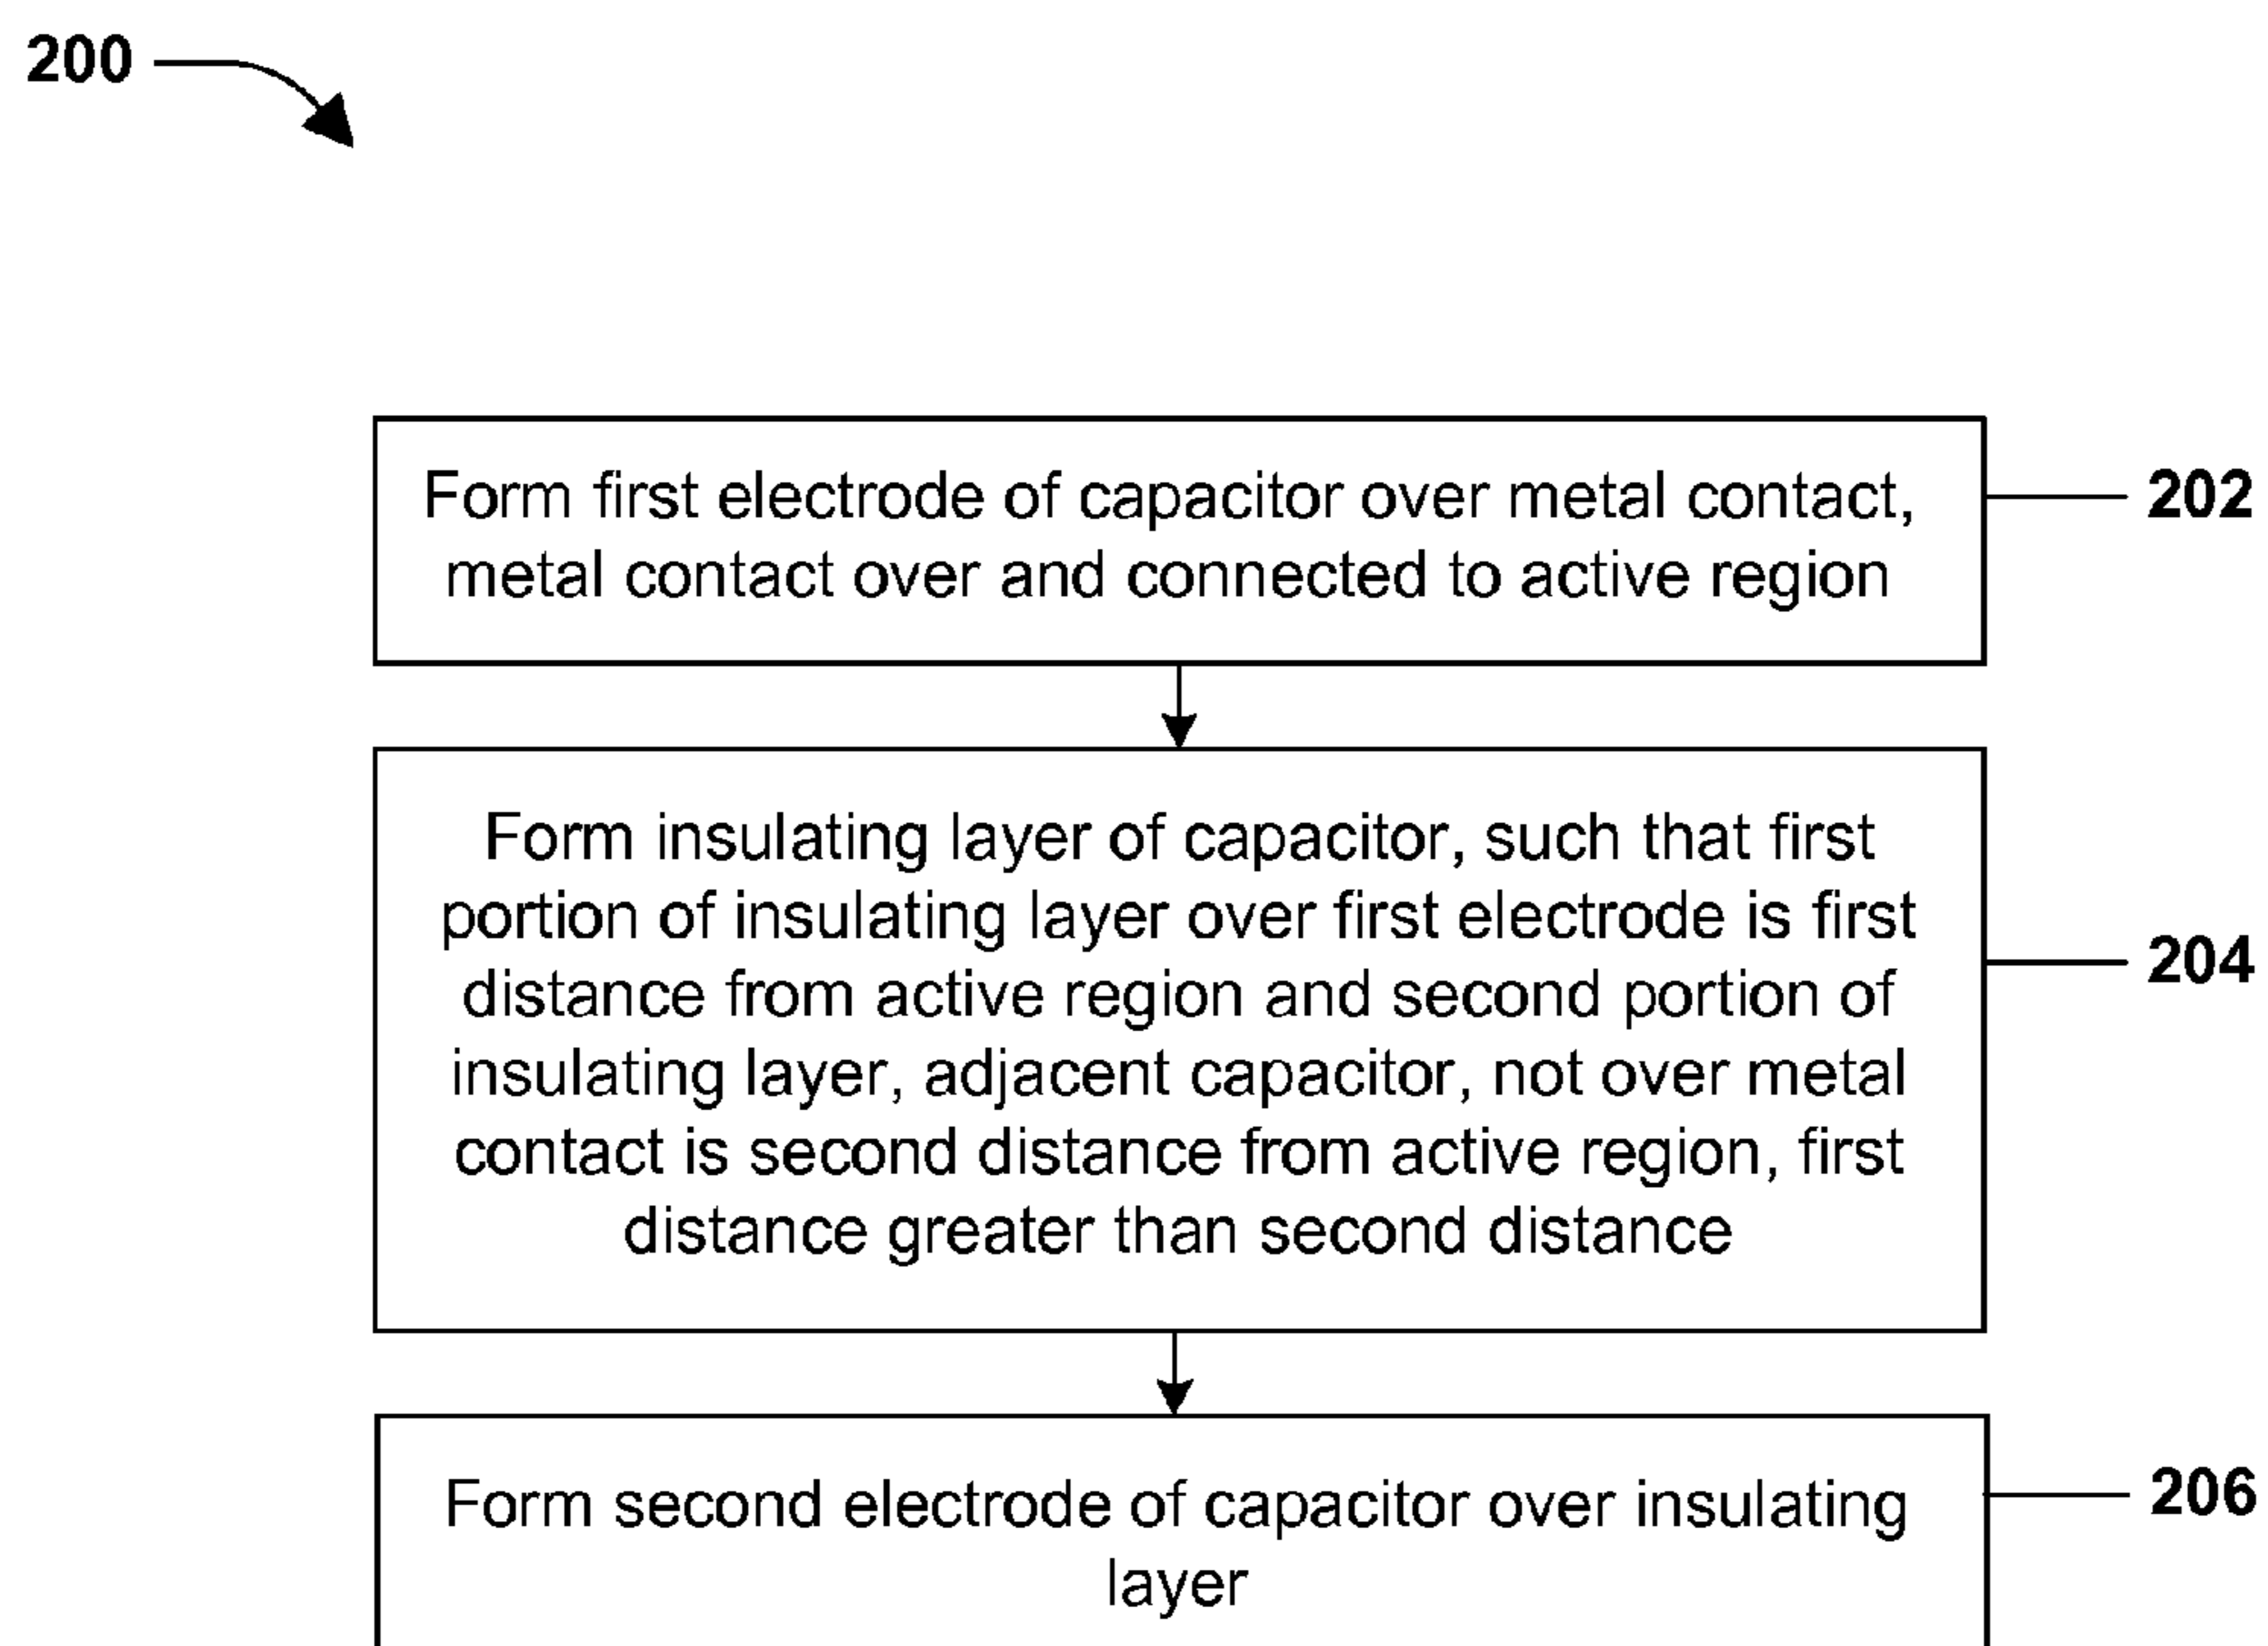 200
Form first electrode of capacitor over metal contact,
metal contact over and connected to active region
202
Form insulating layer of capacitor, such that first
portion of insulating layer over first electrode is first
distance from active region and second portion of
insulating layer, adjacent capacitor, not over metal
contact is second distance from active region, first
distance greater than second distance
204
Form second electrode of capacitor over insulating
layer
206